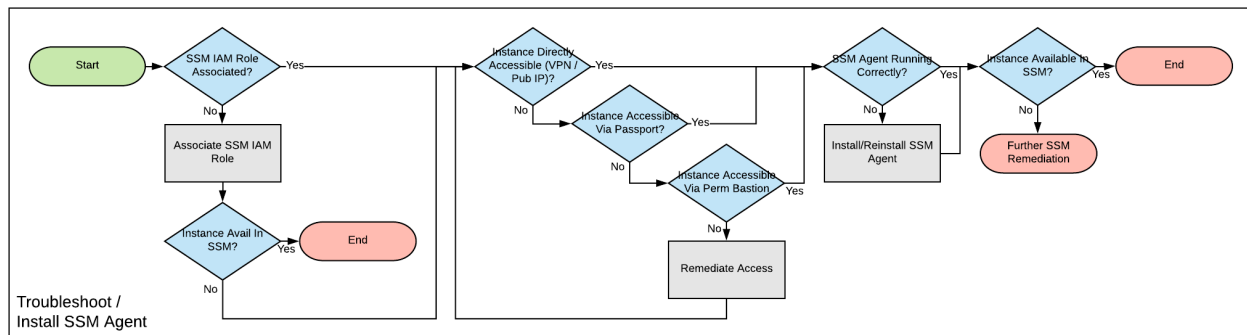 Start
SSM IAM Role
Associated?
Yes
No
Associate SSM IAM
Role
Instance Avail In
SSM?
Yes
End
No
Instance Directly
Accessible (VPN /
Pub IP)?
Yes
No
Instance Accessible
Via Passport?
Yes
No
Instance Accessible
Via Perm Bastion
Yes
No
Remediate Access
SSM Agent Running
Correctly?
Yes
No
Install/Reinstall SSM
Agent
Instance Available In
SSM?
Yes
End
No
Further SSM
Remediation
Troubleshoot /
Install SSM Agent